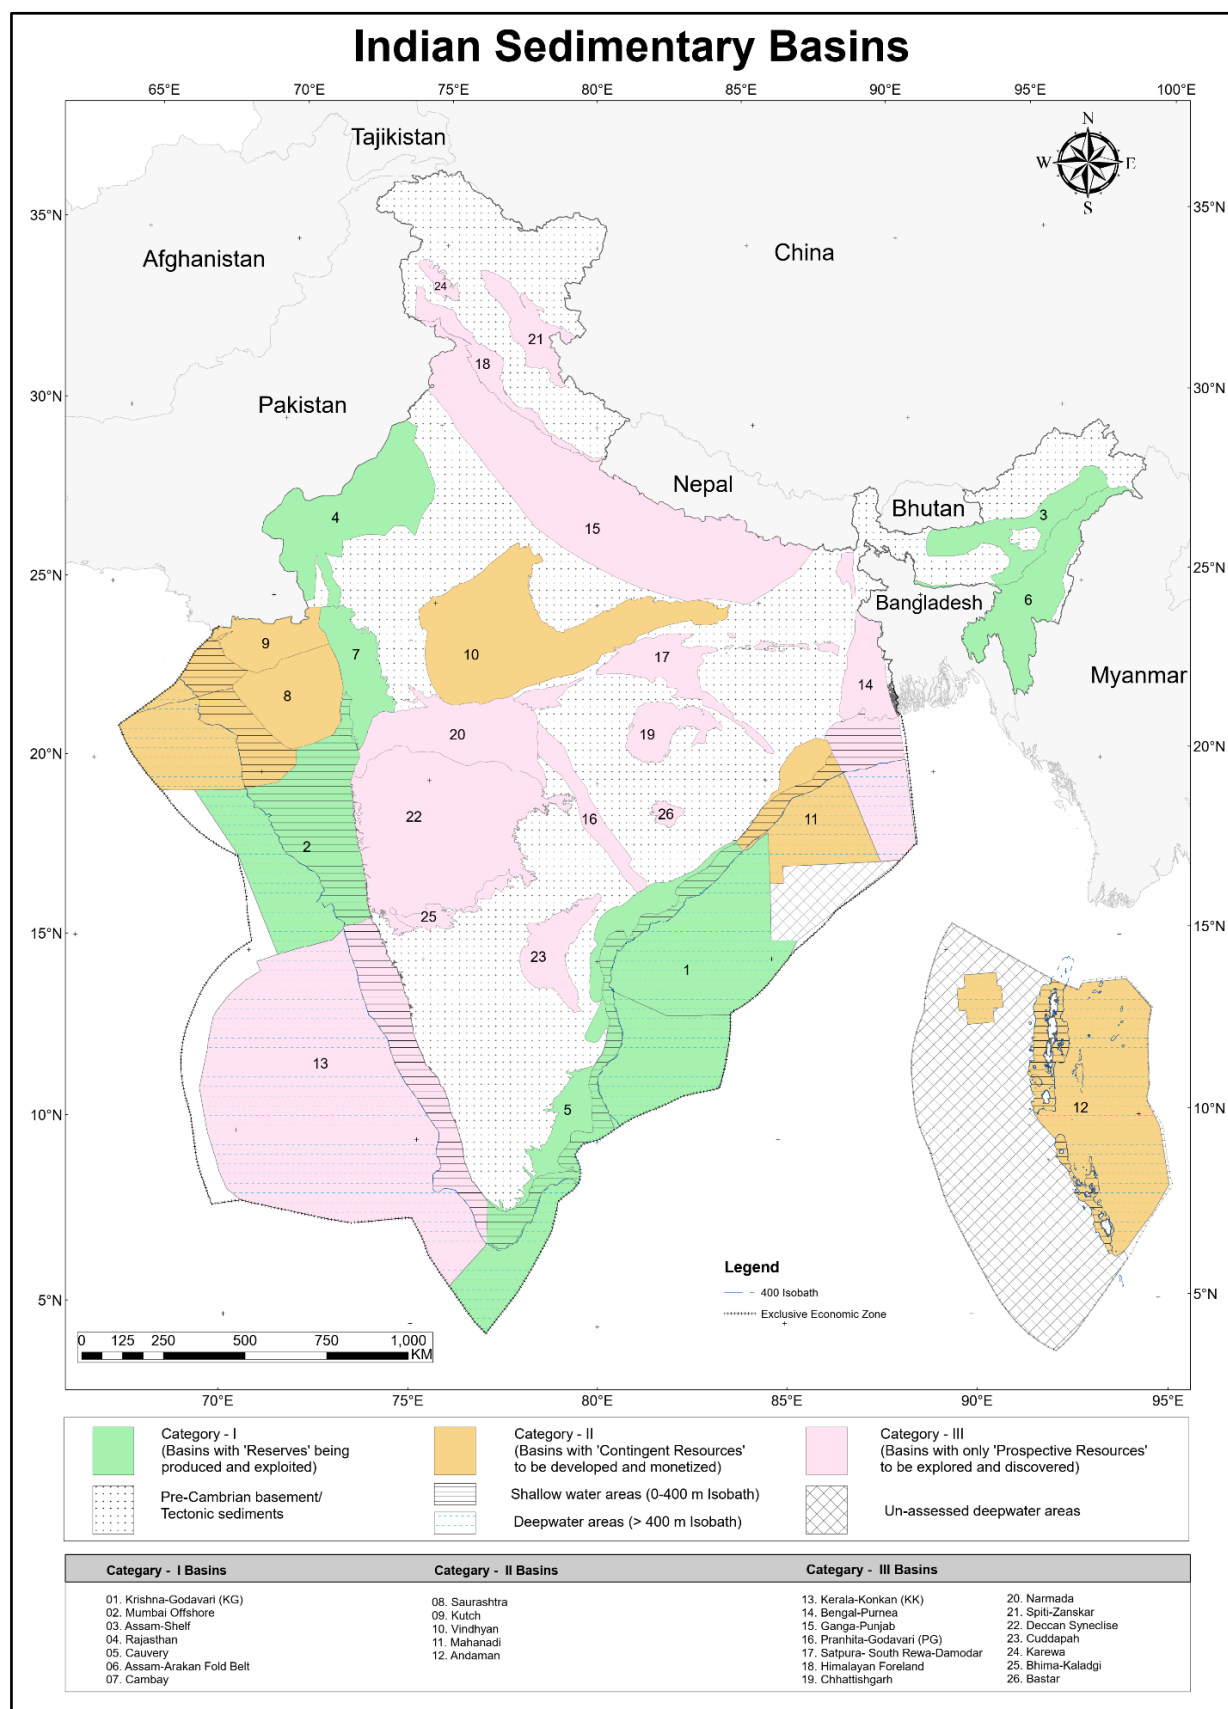 Indian Sedimentary Basins
65°E 70°E 75°E 80°E 85°E 90°E 95°E 100°E
N
W E
S
Tajikistan
35°N 35°N
Afghanistan
China
24
21
18
30°N 30°N
Pakistan
Nepal
Bhutan
4
15
3
25°N 25°N
Bangladesh
6
9
7
10
17
14
Myanmar
8
20
19
20°N 20°N
22
16
26
11
2
25
15°N 15°N
23
1
13
5
12
10°N 10°N
Legend
400 Isobath
Exclusive Economic Zone
5°N 5°N
0 125 250 500 750 1,000
KM
70°E 75°E 80°E 85°E 90°E 95°E
Category - I
(Basins with 'Reserves' being
produced and exploited)
Category - II
(Basins with 'Contingent Resources'
to be developed and monetized)
Category - III
(Basins with only 'Prospective Resources'
to be explored and discovered)
Pre-Cambrian basement/
Tectonic sediments
Shallow water areas (0-400 m Isobath)
Deepwater areas (> 400 m Isobath)
Un-assessed deepwater areas
Categary - I Basins
01. Krishna-Godavari (KG)
02. Mumbai Offshore
03. Assam-Shelf
04. Rajasthan
05. Cauvery
06. Assam-Arakan Fold Belt
07. Cambay
Categary - II Basins
08. Saurashtra
09. Kutch
10. Vindhyan
11. Mahanadi
12. Andaman
Categary - III Basins
13. Kerala-Konkan (KK)
14. Bengal-Purnea
15. Ganga-Punjab
16. Pranhita-Godavari (PG)
17. Satpura- South Rewa-Damodar
18. Himalayan Foreland
19. Chhattishgarh
20. Narmada
21. Spiti-Zanskar
22. Deccan Syneclise
23. Cuddapah
24. Karewa
25. Bhima-Kaladgi
26. Bastar